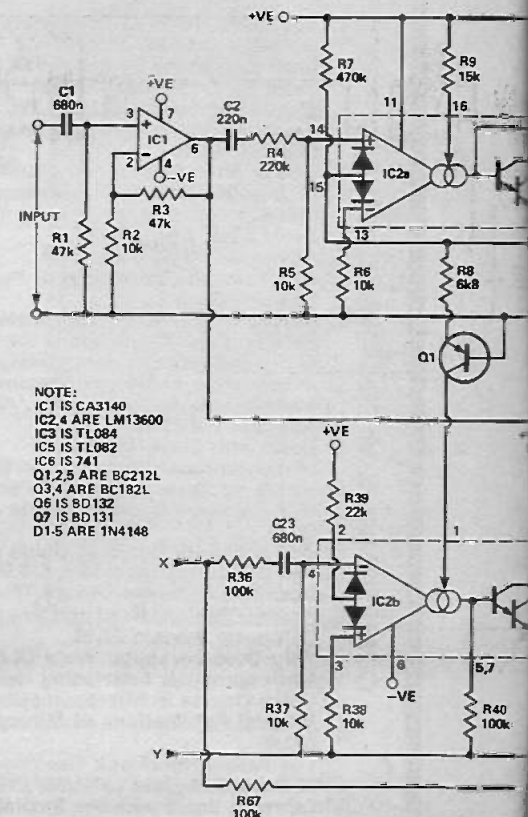 +VE
R7
470k
R9
15k
C1
680n
+VE
7
3
IC1
6
2
4
-VE
C2
220n
R4
220k
11
16
14
IC2a
15
13
R3
47k
INPUT
R1
47k
R2
10k
R5
10k
R6
10k
R8
6k8
Q1
NOTE:
IC1 IS CA3140
IC2,4 ARE LM13600
IC3 IS TL084
IC5 IS TL082
IC6 IS 741
Q1,2,5 ARE BC212L
Q3,4 ARE BC182L
Q6 IS BD132
Q7 IS BD131
D1-5 ARE 1N4148
+VE
R39
22k
2
1
C23
680n
X
R36
100k
4
IC2b
3
6
-VE
5,7
R37
10k
R38
10k
R40
100k
Y
R67
100k